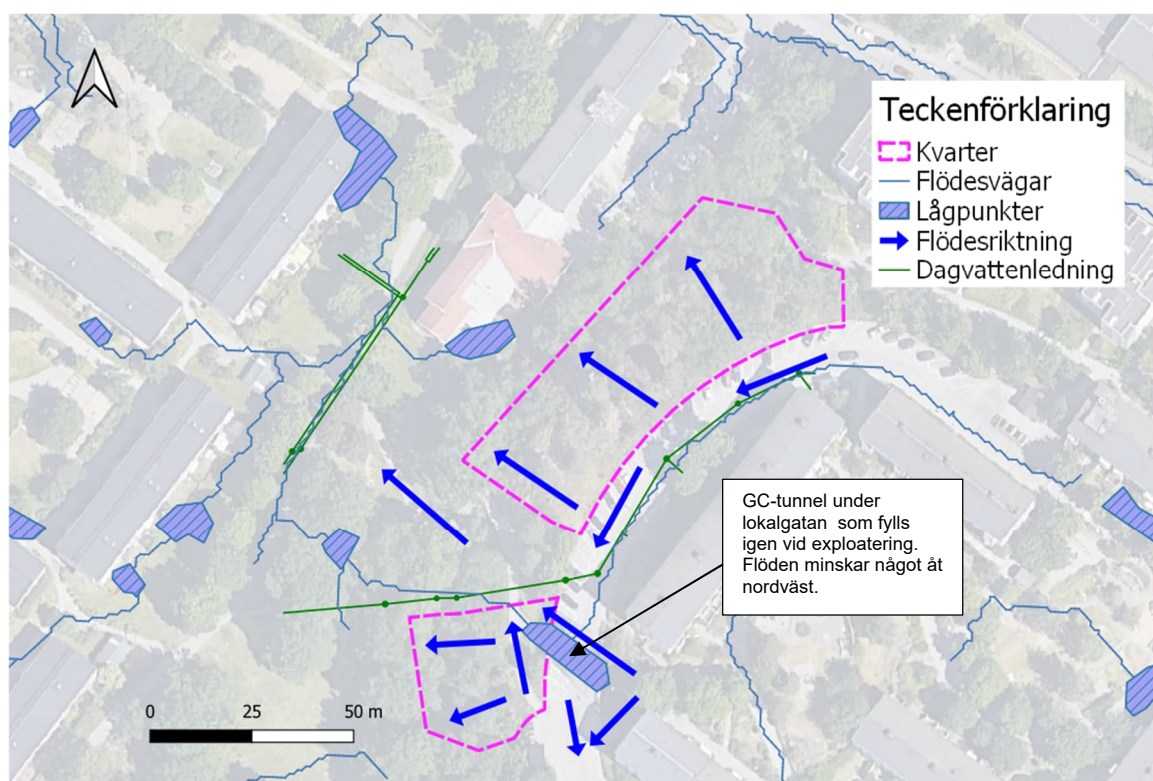 Teckenförklaring
Kvarter
Flödesvägar
Lågpunkter
Flödesriktning
Dagvattenledning
GC-tunnel under
lokalgatan som fylls
igen vid exploatering.
Flöden minskar något åt
nordväst.
0 25 50 m